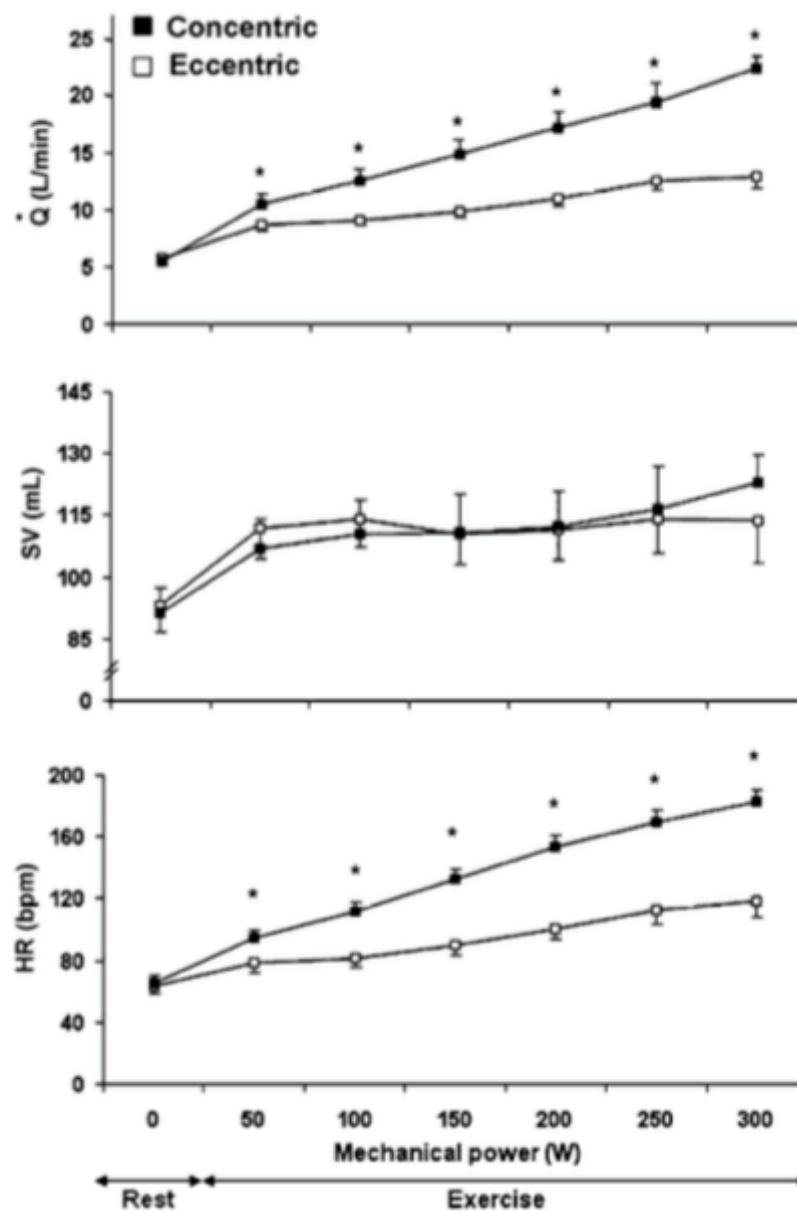 Concentric
Eccentric
25
20
15
10
5
0
Q̇ (L/min)
* * * * * *
145
130
115
100
85
0
SV (mL)
200
160
120
80
40
0
HR (bpm)
* * * * * *
0 50 100 150 200 250 300
Mechanical power (W)
Rest Exercise